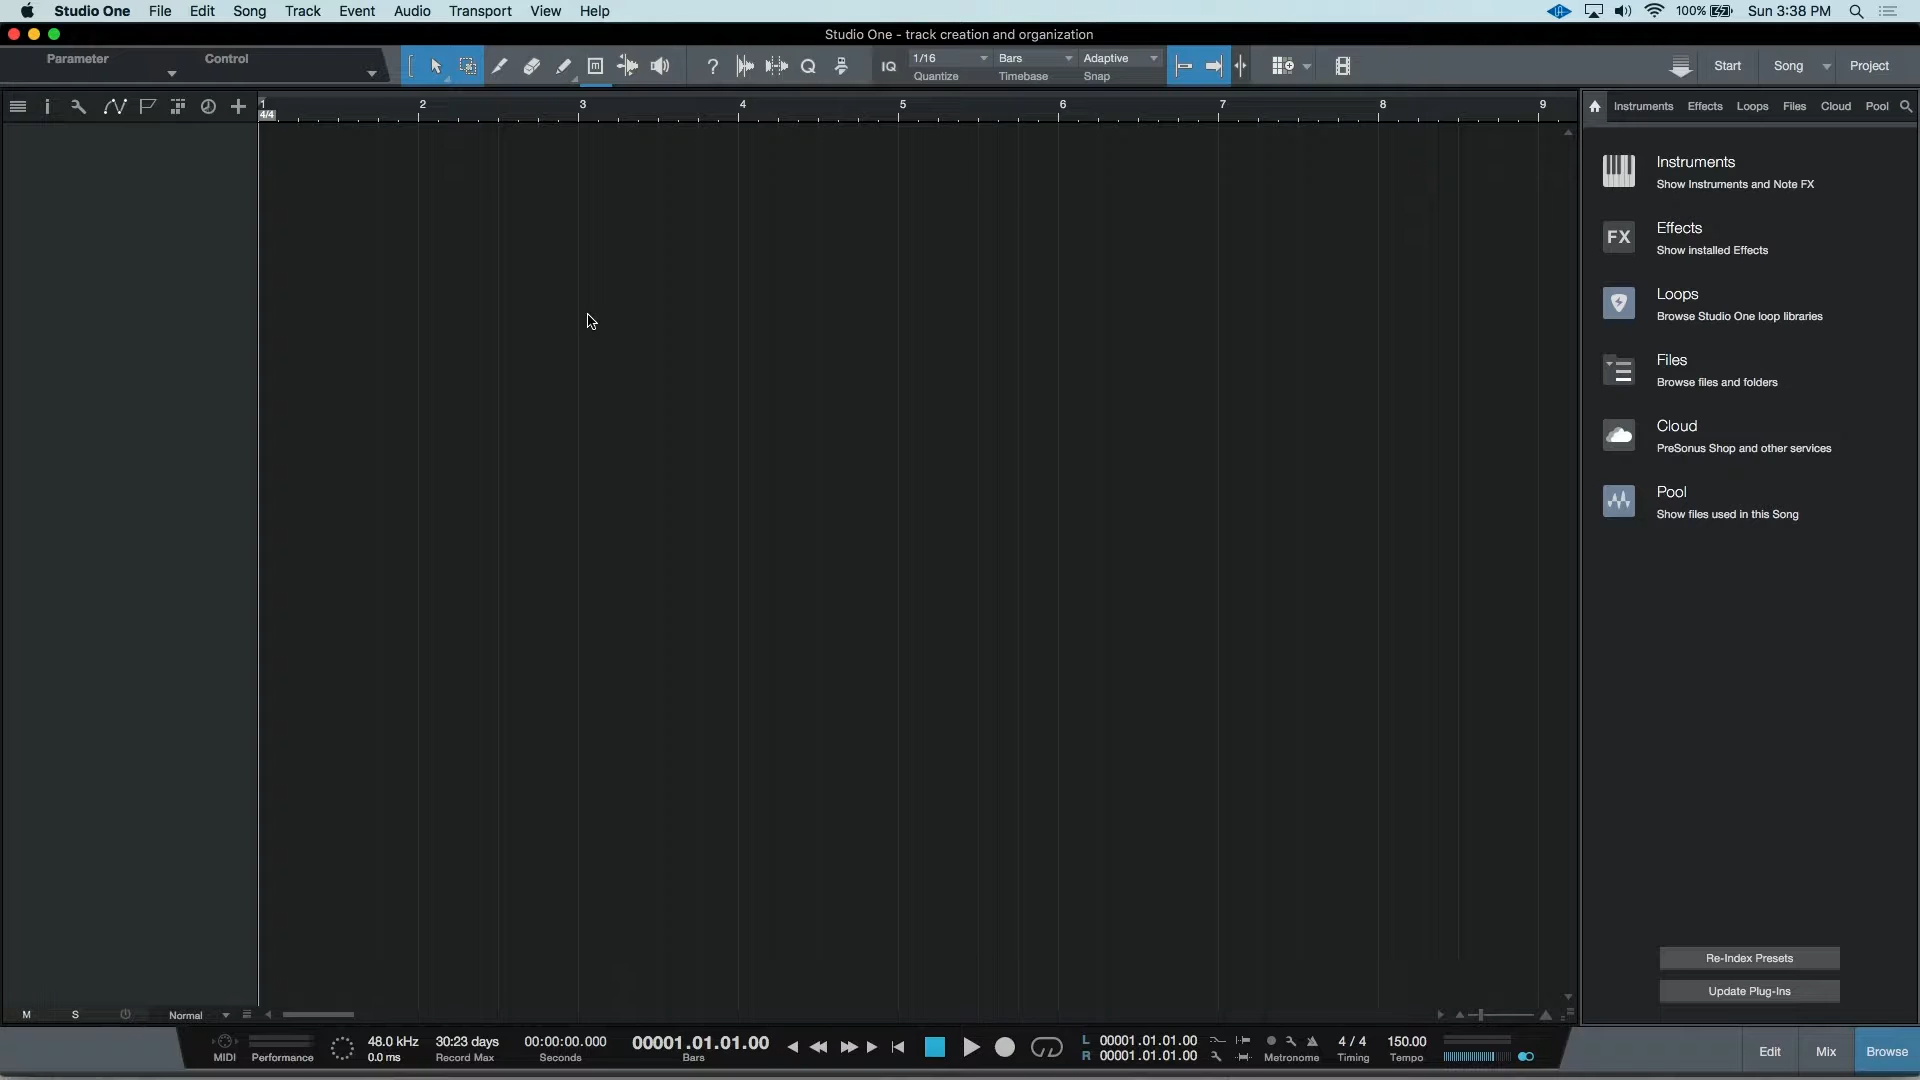 Studio One File Edit Song Track Event Audio Transport View Help 100% Sun 3:38 PM
Studio One - track creation and organization
Parameter Control
? IQ 1/16 Quantize Bars Timebase Adaptive Snap Start Song Project
1 2 3 4 5 6 7 8 9
4/4
Instruments Effects Loops Files Cloud Pool
Instruments
Show Instruments and Note FX
FX
Effects
Show installed Effects
Loops
Browse Studio One loop libraries
Files
Browse files and folders
Cloud
PreSonus Shop and other services
Pool
Show files used in this Song
Re-Index Presets
Update Plug-Ins
M S Normal
48.0 kHz 30:23 days 00:00:00.000 00001.01.01.00 L 00001.01.01.00 4 / 4 150.00
MIDI Performance 0.0 ms Record Max Seconds Bars R 00001.01.01.00 Metronome Timing Tempo
Edit Mix Browse